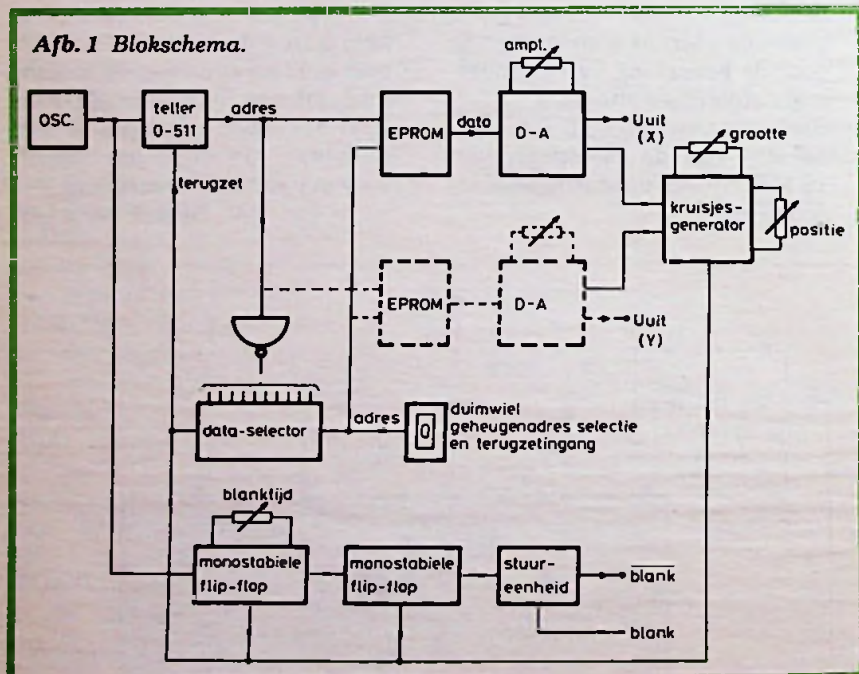 Afb. 1 Blokschema.
ampt.
OSC.
teller
0-511
adres
EPROM
data
D-A
Uuit
(X)
grootte
terugzet
kruisjes-
generator
positie
EPROM
D-A
Uuit
(Y)
data-selector
adres
0
duimwiel
geheugenadres selectie
en terugzetingang
blanktijd
monostabiele
flip-flop
monostabiele
flip-flop
stuur-
eenheid
blank
blank